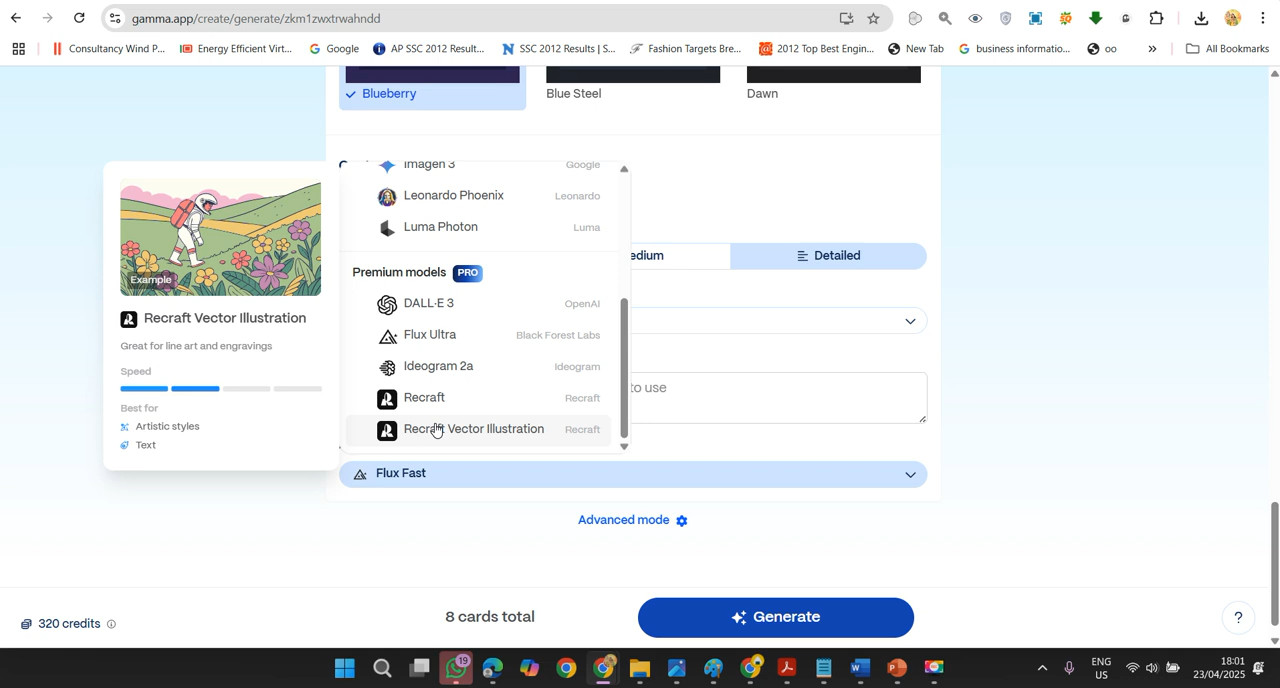 gamma.app/create/generate/zkm1zwxtrwahndd
Consultancy Wind P... Energy Efficient Virt... Google AP SSC 2012 Result... SSC 2012 Results | S... Fashion Targets Bre... 2012 Top Best Engin... New Tab business informatio... oo » All Bookmarks
Blueberry Blue Steel Dawn
Imagen 3 Google
Leonardo Phoenix Leonardo
Luma Photon Luma
Premium models PRO
DALL·E 3 OpenAI
Flux Ultra Black Forest Labs
Ideogram 2a Ideogram
Recraft Recraft
Recraft Vector Illustration Recraft
Example
Recraft Vector Illustration
Great for line art and engravings
Speed
Best for
Artistic styles
Text
edium Detailed
to use
Flux Fast
Advanced mode
320 credits
8 cards total
Generate
?
19
ENG
US
18:01
23/04/2025